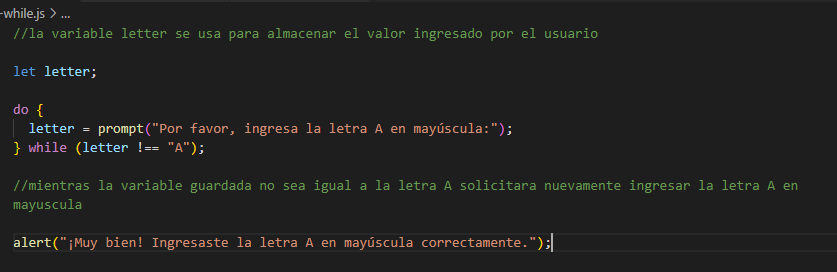 -while.js > ...
//la variable letter se usa para almacenar el valor ingresado por el usuario
let letter;
do {
letter = prompt("Por favor, ingresa la letra A en mayúscula:");
} while (letter !== "A");
//mientras la variable guardada no sea igual a la letra A solicitara nuevamente ingresar la letra A en
mayuscula
alert("¡Muy bien! Ingresaste la letra A en mayúscula correctamente.");